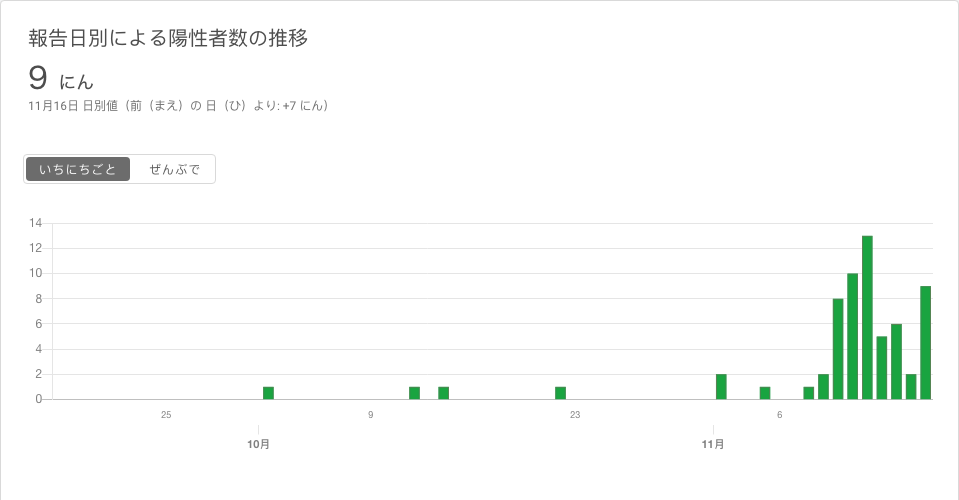 報告日別による陽性者数の推移
9 にん
11月16日 日別値（前（まえ）の 日（ひ）より: +7 にん）
いちにちごと ぜんぶで
14
12
10
8
6
4
2
0
25 9 23 6
10月 11月